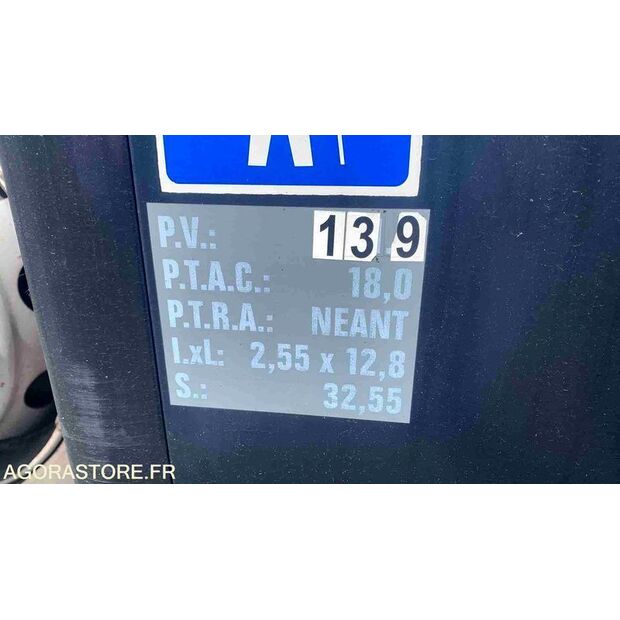 P.V.: 13,9
P.T.A.C.: 18,0
P.T.R.A.: NEANT
l.xL: 2,55 x 12,8
S.: 32,55
AGORASTORE.FR